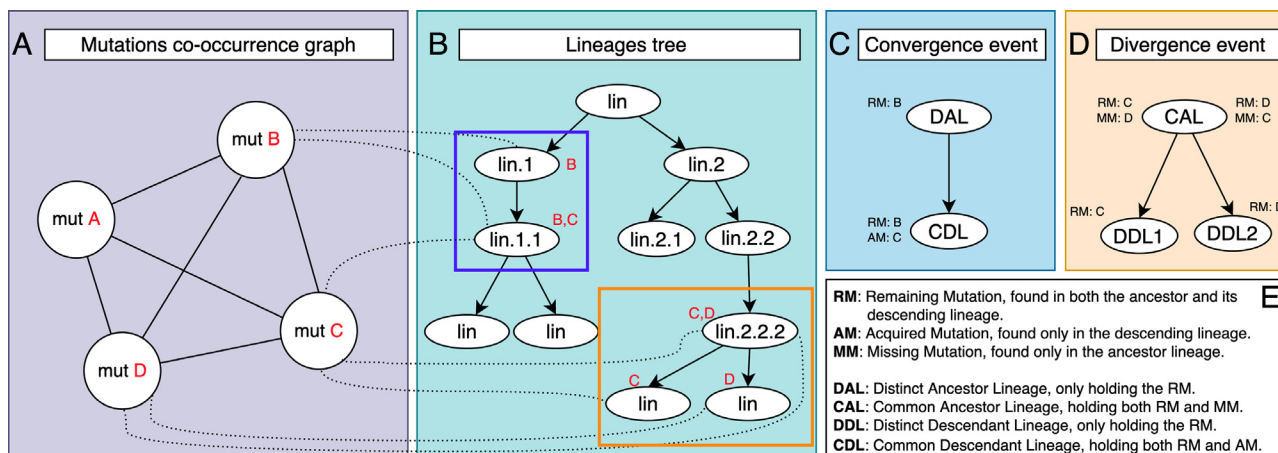 A
Mutations co-occurrence graph
mut B
mut A
mut C
mut D
B
Lineages tree
lin
lin.1
B
lin.2
B,C
lin.1.1
lin.2.1
lin.2.2
lin
lin
C,D
lin.2.2.2
C
D
lin
lin
C
Convergence event
RM: B
DAL
RM: B
AM: C
CDL
D
Divergence event
RM: C
MM: D
CAL
RM: D
MM: C
RM: C
DDL1
RM: D
DDL2
E
RM: Remaining Mutation, found in both the ancestor and its
descending lineage.
AM: Acquired Mutation, found only in the descending lineage.
MM: Missing Mutation, found only in the ancestor lineage.
DAL: Distinct Ancestor Lineage, only holding the RM.
CAL: Common Ancestor Lineage, holding both RM and MM.
DDL: Distinct Descendant Lineage, only holding the RM.
CDL: Common Descendant Lineage, holding both RM and AM.